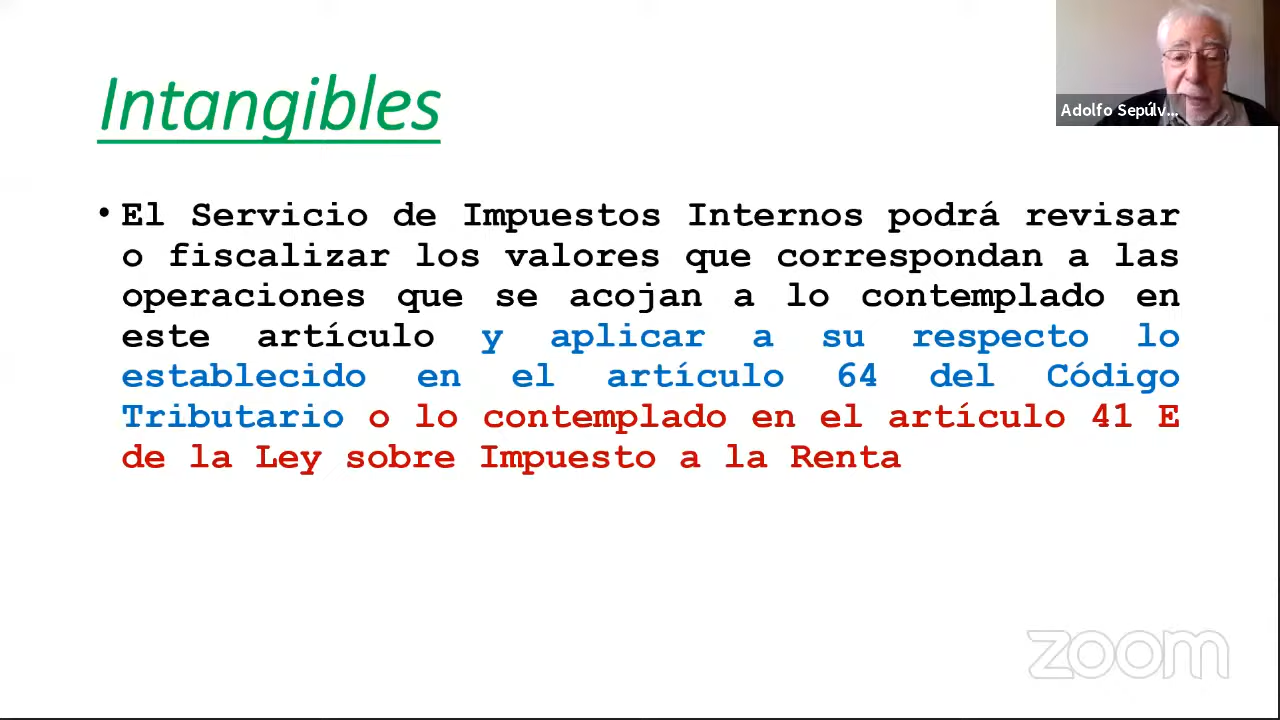 Intangibles
Adolfo Sepúlv...
• El Servicio de Impuestos Internos podrá revisar
o fiscalizar los valores que correspondan a las
operaciones que se acojan a lo contemplado en
este artículo y aplicar a su respecto lo
establecido en el artículo 64 del Código
Tributario o lo contemplado en el artículo 41 E
de la Ley sobre Impuesto a la Renta
zoom